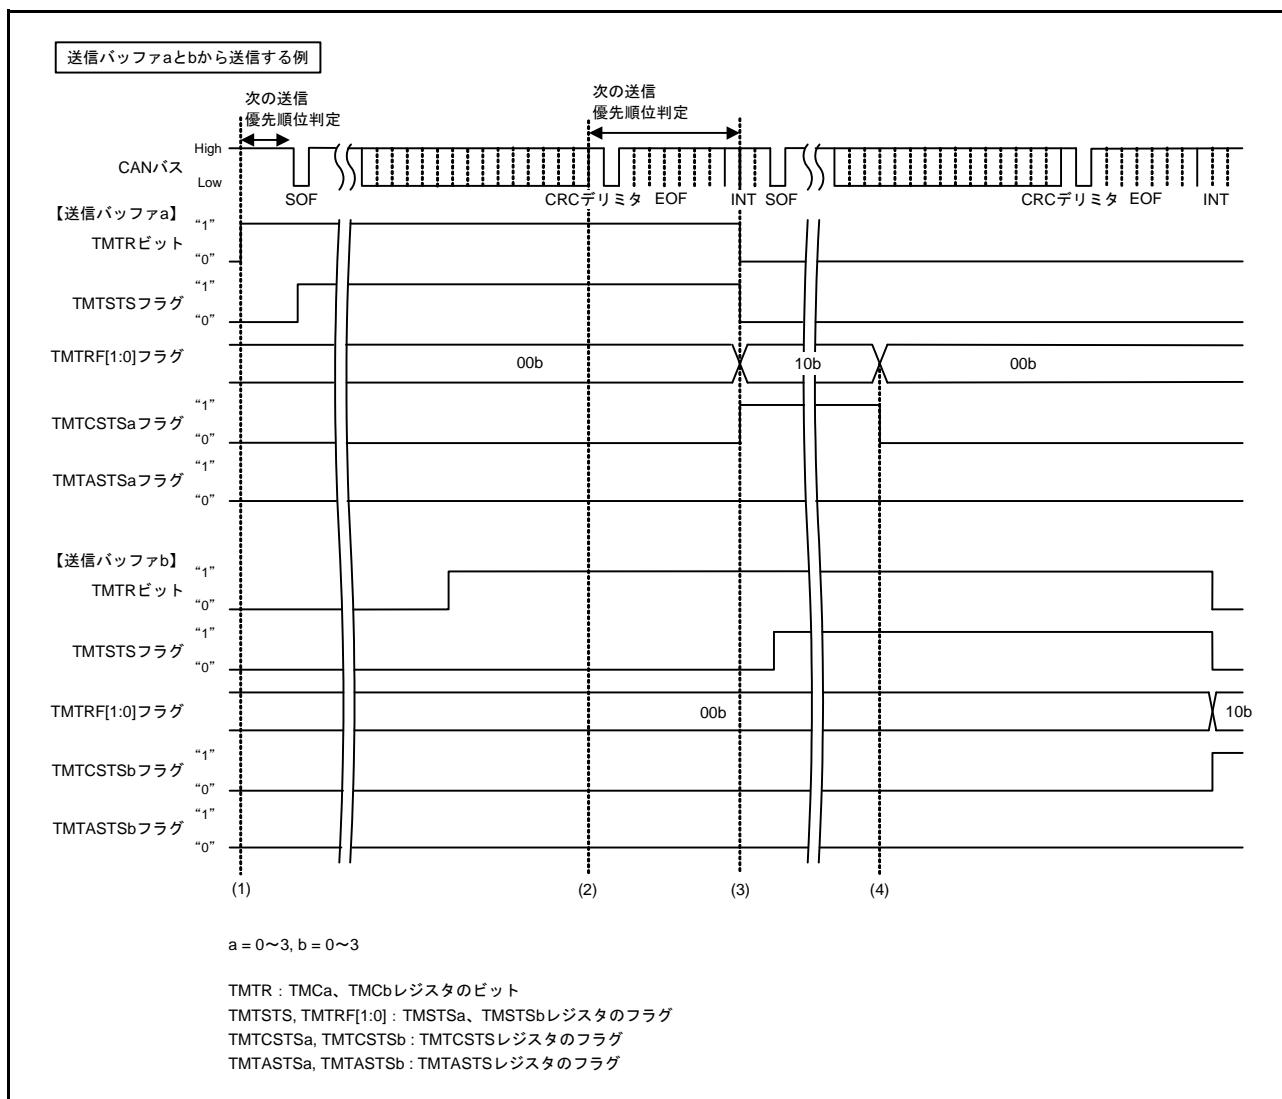 送信バッファaとbから送信する例
次の送信
優先順位判定
次の送信
優先順位判定
CANバス
High
Low
SOF
CRCデリミタ
EOF
INT
SOF
CRCデリミタ
EOF
INT
【送信バッファa】
TMTRビット
“1”
“0”
TMTSTSフラグ
“1”
“0”
TMTRF[1:0]フラグ
00b
10b
00b
TMTCSTSaフラグ
“1”
“0”
TMTASTSaフラグ
“1”
“0”
【送信バッファb】
TMTRビット
“1”
“0”
TMTSTSフラグ
“1”
“0”
TMTRF[1:0]フラグ
00b
10b
TMTCSTSbフラグ
“1”
“0”
TMTASTSbフラグ
“1”
“0”
(1)
(2)
(3)
(4)
a = 0〜3, b = 0〜3
TMTR : TMCa、TMCbレジスタのビット
TMTSTS, TMTRF[1:0] : TMSTSa、TMSTSbレジスタのフラグ
TMTCSTSa, TMTCSTSb : TMTCSTSレジスタのフラグ
TMTASTSa, TMTASTSb : TMTASTSレジスタのフラグ